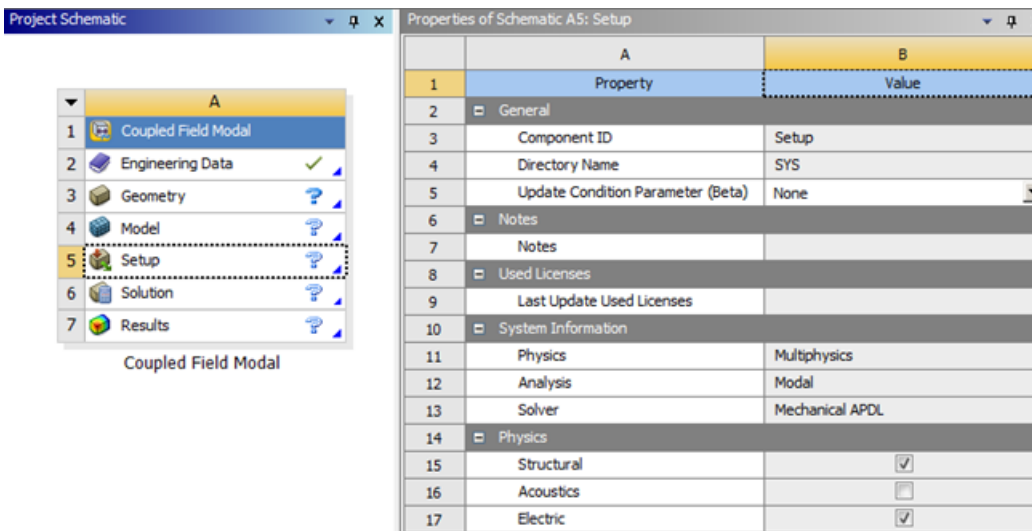 Project Schematic
A
1 Coupled Field Modal
2 Engineering Data
3 Geometry
4 Model
5 Setup
6 Solution
7 Results
Coupled Field Modal
Properties of Schematic A5: Setup
A B
1 Property Value
2 General
3 Component ID Setup
4 Directory Name SYS
5 Update Condition Parameter (Beta) None
6 Notes
7 Notes
8 Used Licenses
9 Last Update Used Licenses
10 System Information
11 Physics Multiphysics
12 Analysis Modal
13 Solver Mechanical APDL
14 Physics
15 Structural
16 Acoustics
17 Electric